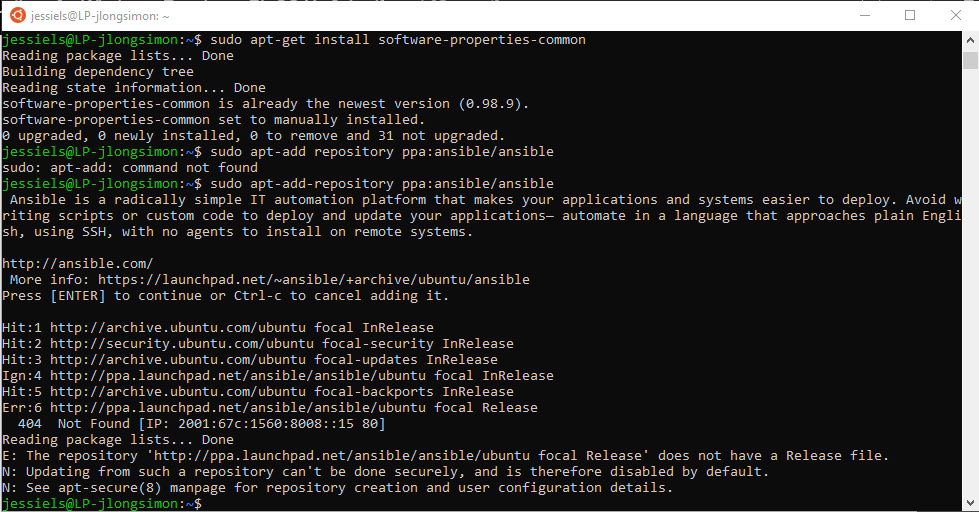 jessiels@LP-jlongsimon: ~
jessiels@LP-jlongsimon:~$ sudo apt-get install software-properties-common
Reading package lists... Done
Building dependency tree
Reading state information... Done
software-properties-common is already the newest version (0.98.9).
software-properties-common set to manually installed.
0 upgraded, 0 newly installed, 0 to remove and 31 not upgraded.
jessiels@LP-jlongsimon:~$ sudo apt-add repository ppa:ansible/ansible
sudo: apt-add: command not found
jessiels@LP-jlongsimon:~$ sudo apt-add-repository ppa:ansible/ansible
 Ansible is a radically simple IT automation platform that makes your applications and systems easier to deploy. Avoid w
riting scripts or custom code to deploy and update your applications— automate in a language that approaches plain Engli
sh, using SSH, with no agents to install on remote systems.
http://ansible.com/
 More info: https://launchpad.net/~ansible/+archive/ubuntu/ansible
Press [ENTER] to continue or Ctrl-c to cancel adding it.
Hit:1 http://archive.ubuntu.com/ubuntu focal InRelease
Hit:2 http://security.ubuntu.com/ubuntu focal-security InRelease
Hit:3 http://archive.ubuntu.com/ubuntu focal-updates InRelease
Ign:4 http://ppa.launchpad.net/ansible/ansible/ubuntu focal InRelease
Hit:5 http://archive.ubuntu.com/ubuntu focal-backports InRelease
Err:6 http://ppa.launchpad.net/ansible/ansible/ubuntu focal Release
  404  Not Found [IP: 2001:67c:1560:8008::15 80]
Reading package lists... Done
E: The repository 'http://ppa.launchpad.net/ansible/ansible/ubuntu focal Release' does not have a Release file.
N: Updating from such a repository can't be done securely, and is therefore disabled by default.
N: See apt-secure(8) manpage for repository creation and user configuration details.
jessiels@LP-jlongsimon:~$